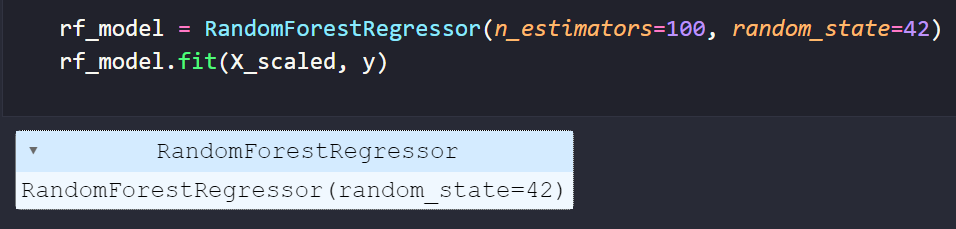 rf_model = RandomForestRegressor(n_estimators=100, random_state=42)
rf_model.fit(X_scaled, y)
▾ RandomForestRegressor
RandomForestRegressor(random_state=42)